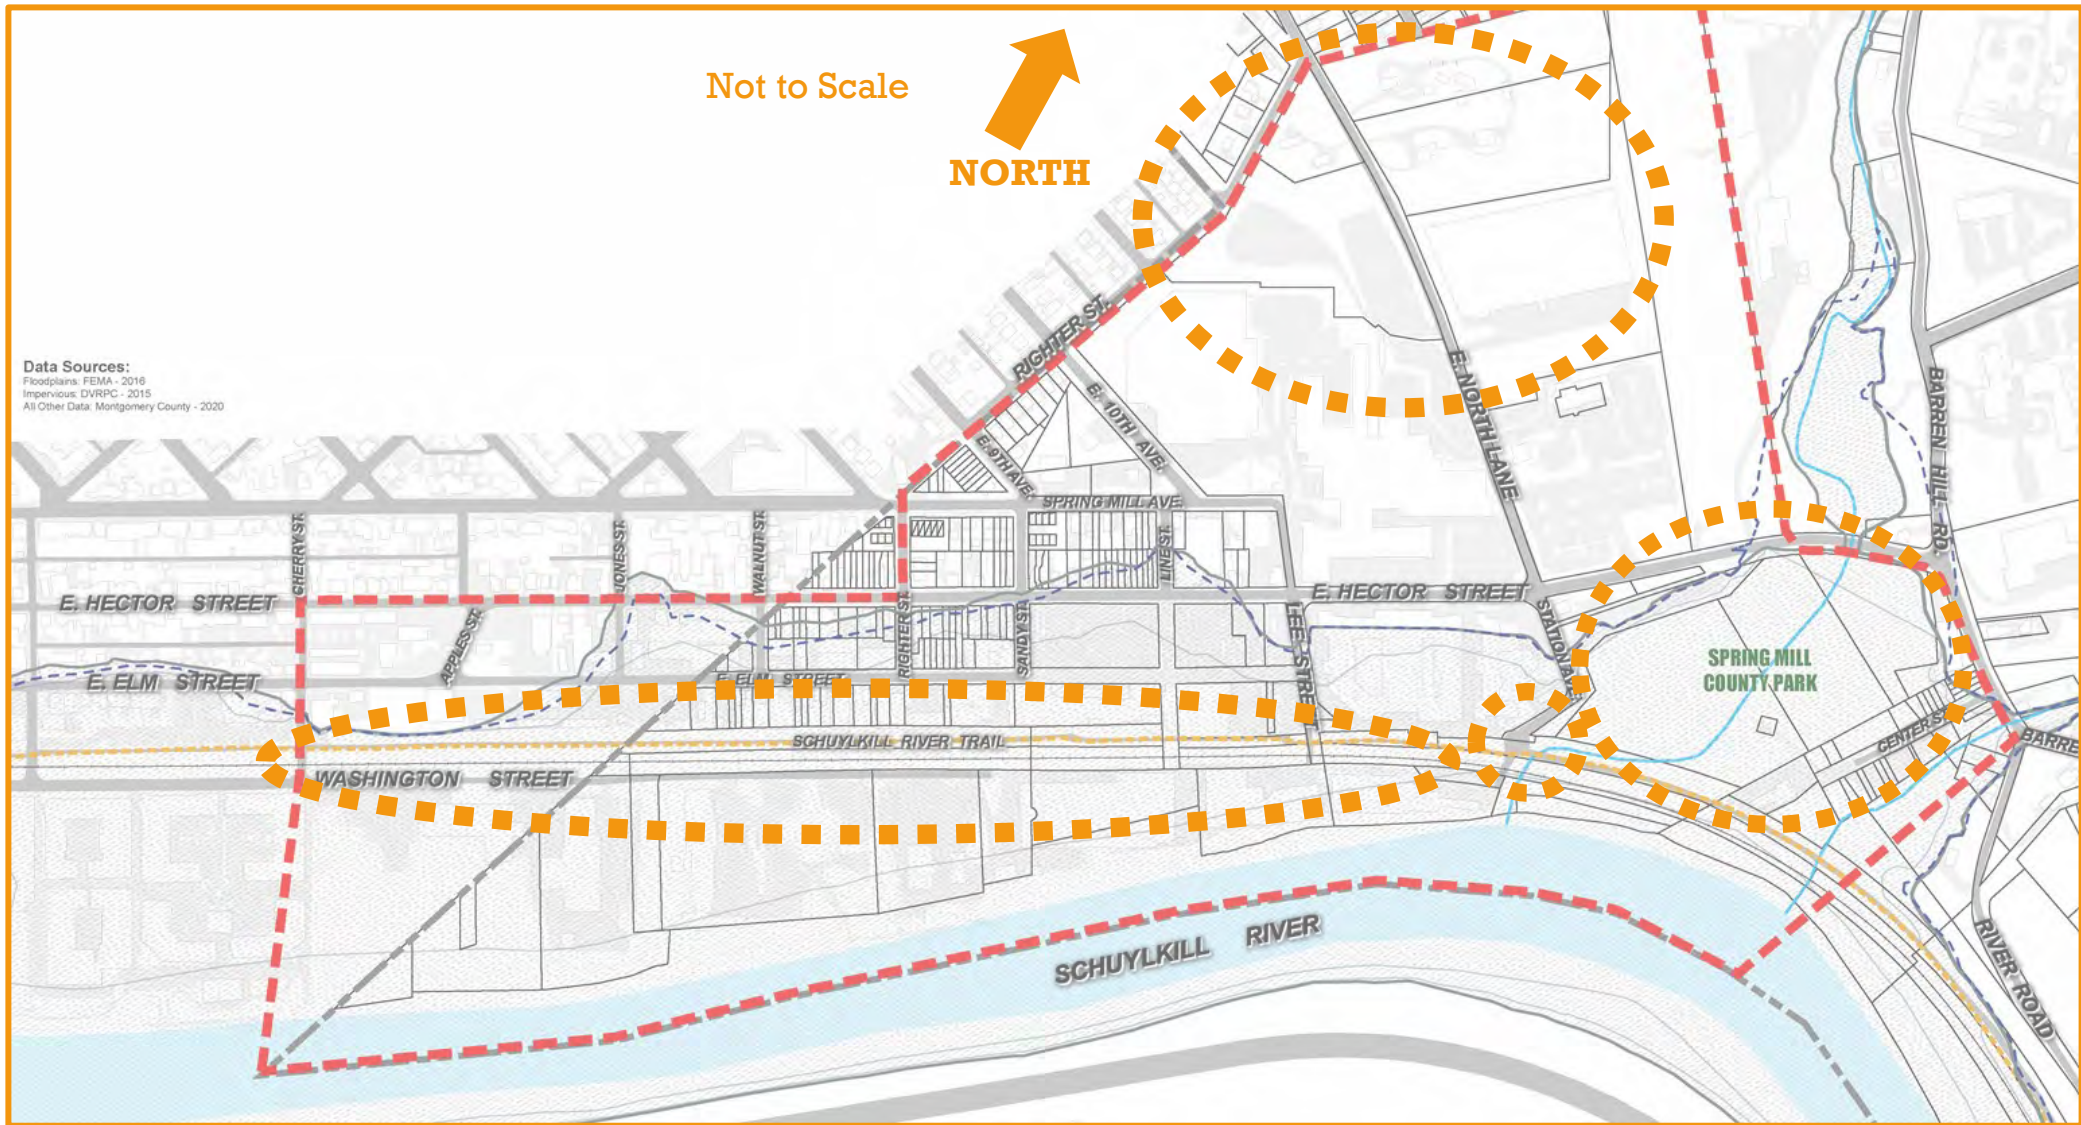 Not to Scale
NORTH
Data Sources:
Floodplains: FEMA - 2016
Impervious: DVRPC - 2015
All Other Data: Montgomery County - 2020
RIGHTER ST.
E. 10TH AVE.
E. 9TH AVE.
SPRING MILL AVE.
E. NORTH LANE
BARREN HILL RD.
CHERRY ST.
JONES ST.
WALNUT ST.
LINE ST.
E. HECTOR STREET
E. HECTOR STREET
APPLES ST.
RIGHTER ST.
SANDY ST.
LEE STREE
STATION AVE
SPRING MILL
COUNTY PARK
E. ELM STREET
E. ELM STREET
CENTER S
BARRE
SCHUYLKILL RIVER TRAIL
WASHINGTON STREET
SCHUYLKILL RIVER
RIVER ROAD